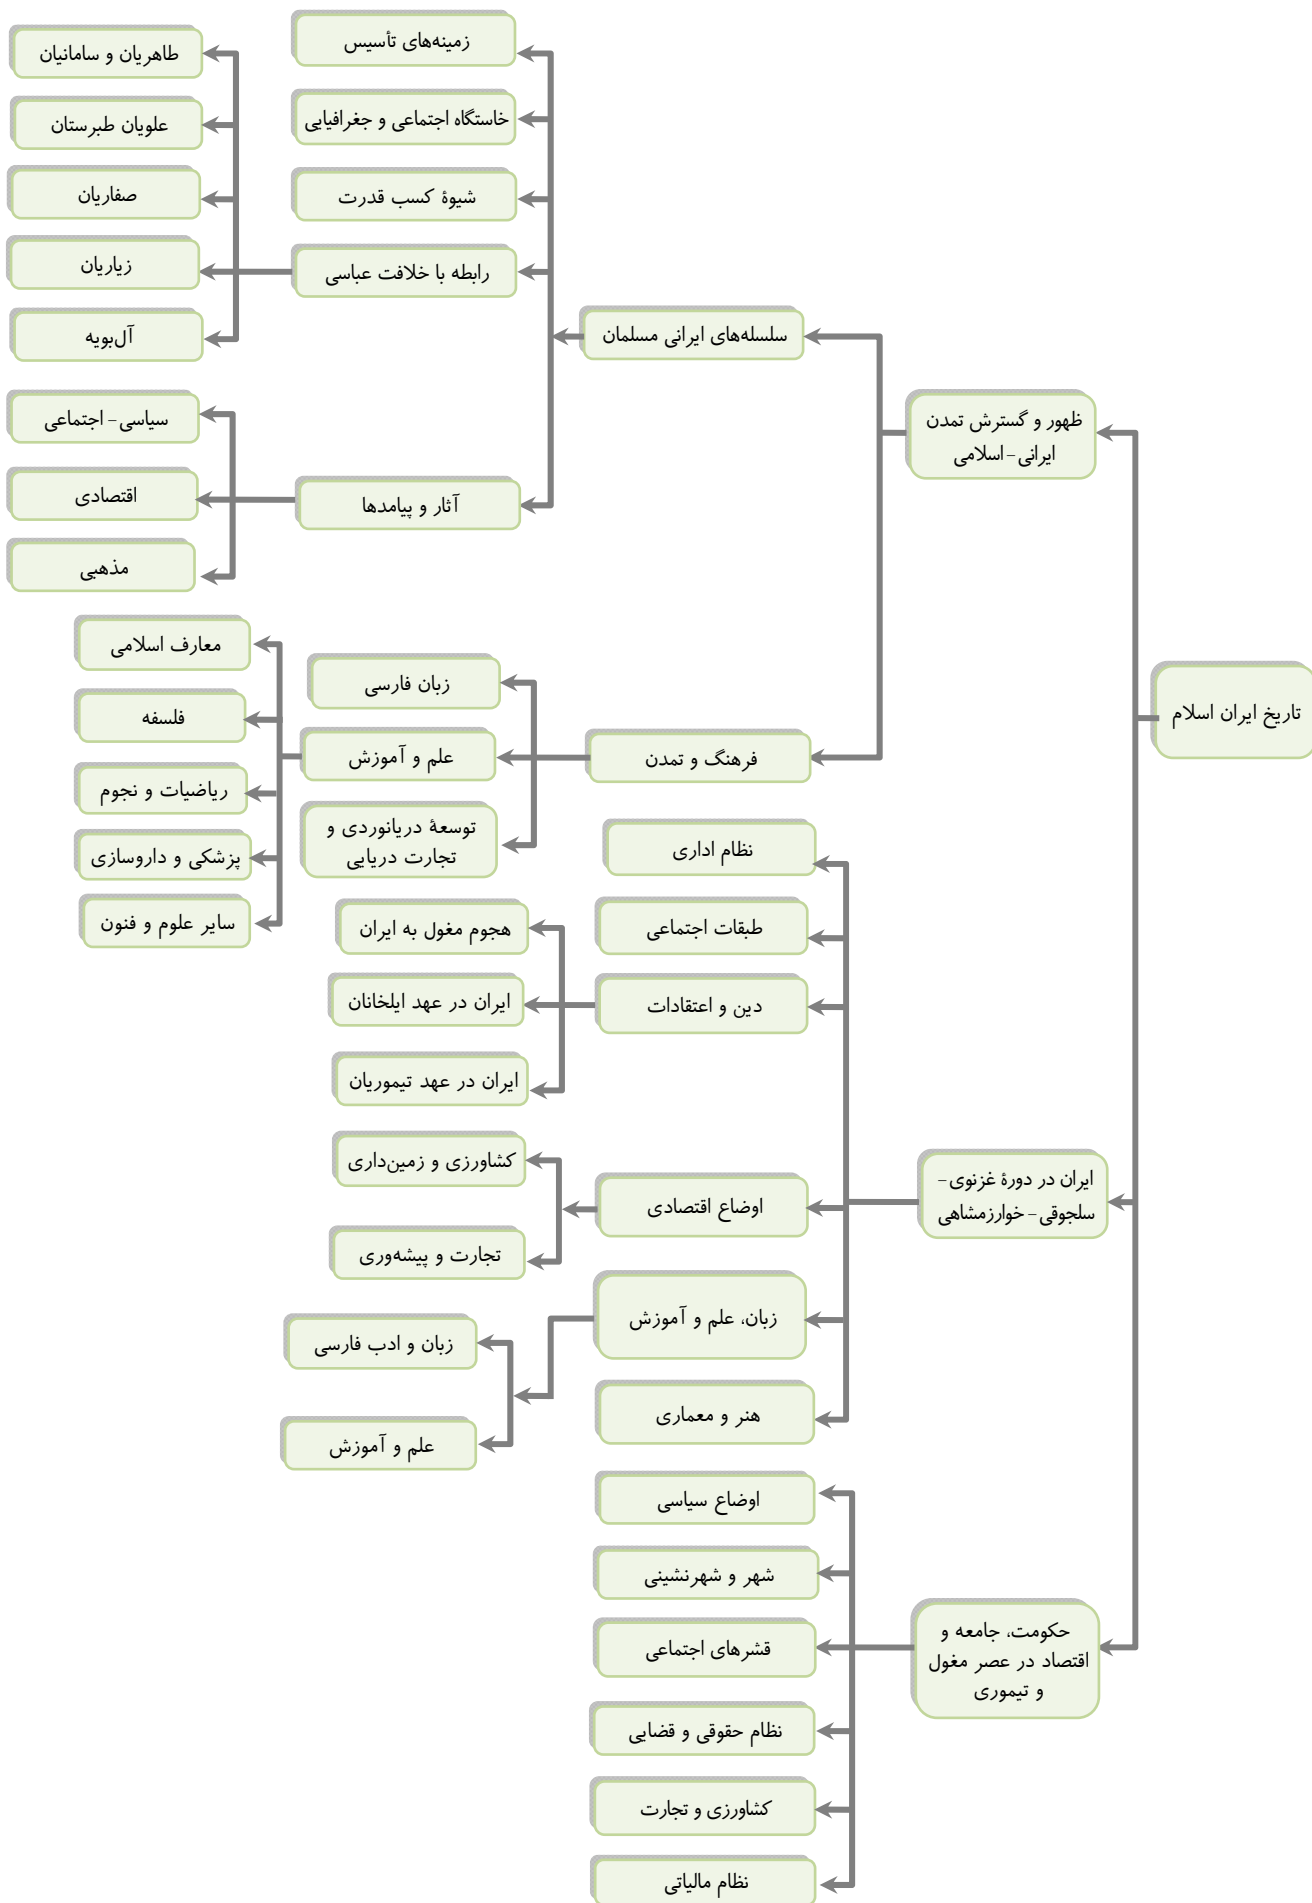 تاریخ ایران اسلام
ظهور و گسترش تمدن
ایرانی-اسلامی
سلسله‌های ایرانی مسلمان
زمینه‌های تأسیس
خاستگاه اجتماعی و جغرافیایی
شیوۀ کسب قدرت
رابطه با خلافت عباسی
طاهریان و سامانیان
علویان طبرستان
صفاریان
زیاریان
آل‌بویه
آثار و پیامدها
سیاسی-اجتماعی
اقتصادی
مذهبی
فرهنگ و تمدن
زبان فارسی
علم و آموزش
معارف اسلامی
فلسفه
ریاضیات و نجوم
پزشکی و داروسازی
سایر علوم و فنون
توسعۀ دریانوردی و
تجارت دریایی
ایران در دورۀ غزنوی-
سلجوقی-خوارزمشاهی
نظام اداری
طبقات اجتماعی
دین و اعتقادات
هجوم مغول به ایران
ایران در عهد ایلخانان
ایران در عهد تیموریان
اوضاع اقتصادی
کشاورزی و زمین‌داری
تجارت و پیشه‌وری
زبان، علم و آموزش
زبان و ادب فارسی
علم و آموزش
هنر و معماری
حکومت، جامعه و
اقتصاد در عصر مغول
و تیموری
اوضاع سیاسی
شهر و شهرنشینی
قشرهای اجتماعی
نظام حقوقی و قضایی
کشاورزی و تجارت
نظام مالیاتی